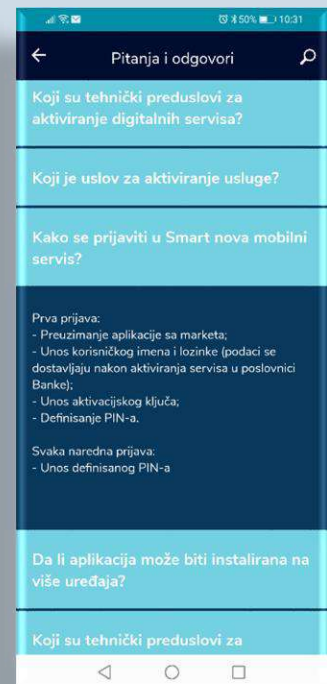 50% 10:31
Pitanja i odgovori
Koji su tehnički preduslovi za
aktiviranje digitalnih servisa?
Koji je uslov za aktiviranje usluge?
Kako se prijaviti u Smart nova mobilni
servis?
Prva prijava:
- Preuzimanje aplikacije sa marketa;
- Unos korisničkog imena i lozinke (podaci se
dostavljaju nakon aktiviranja servisa u poslovnici
Banke);
- Unos aktivacijskog ključa;
- Definisanje PIN-a.
Svaka naredna prijava:
- Unos definisanog PIN-a
Da li aplikacija može biti instalirana na
više uređaja?
Koji su tehnički preduslovi za